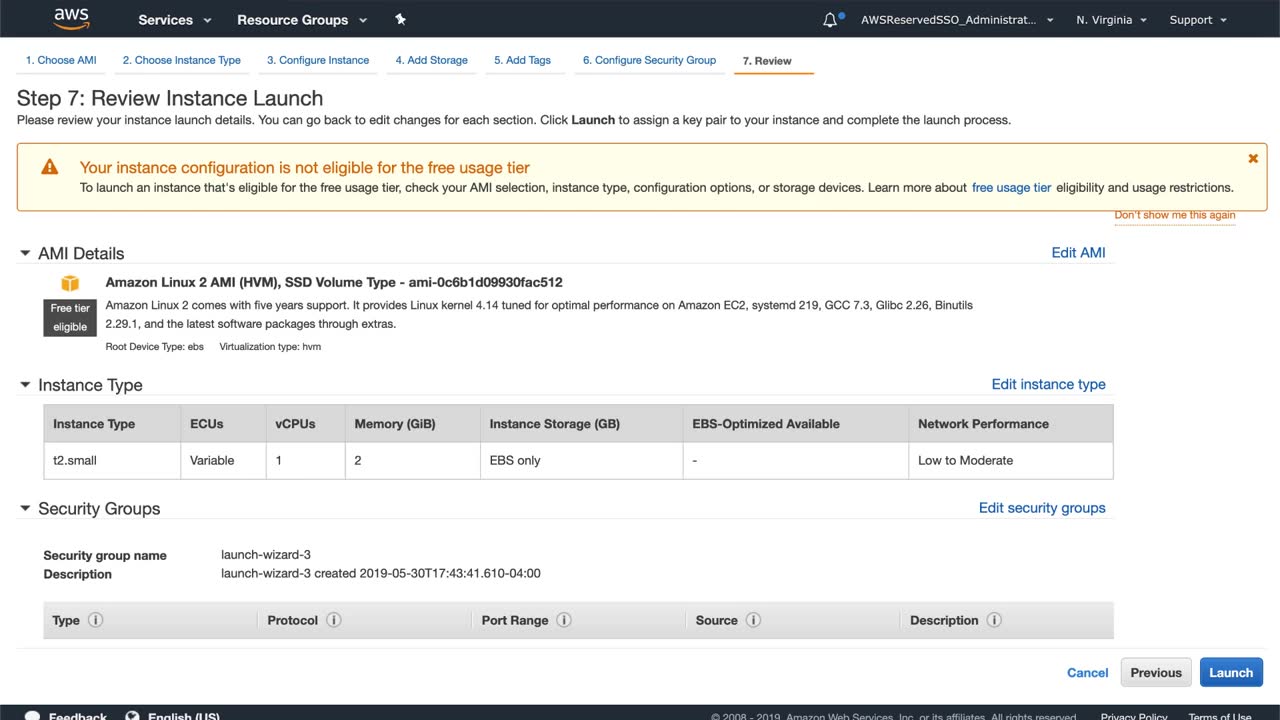 aws Services Resource Groups AWSReservedSSO_Administrat... N. Virginia Support
1. Choose AMI 2. Choose Instance Type 3. Configure Instance 4. Add Storage 5. Add Tags 6. Configure Security Group 7. Review
Step 7: Review Instance Launch
Please review your instance launch details. You can go back to edit changes for each section. Click Launch to assign a key pair to your instance and complete the launch process.
Your instance configuration is not eligible for the free usage tier
To launch an instance that's eligible for the free usage tier, check your AMI selection, instance type, configuration options, or storage devices. Learn more about free usage tier eligibility and usage restrictions.
Don't show me this again
AMI Details Edit AMI
Amazon Linux 2 AMI (HVM), SSD Volume Type - ami-0c6b1d09930fac512
Free tier eligible
Amazon Linux 2 comes with five years support. It provides Linux kernel 4.14 tuned for optimal performance on Amazon EC2, systemd 219, GCC 7.3, Glibc 2.26, Binutils
2.29.1, and the latest software packages through extras.
Root Device Type: ebs Virtualization type: hvm
Instance Type Edit instance type
Instance Type ECUs vCPUs Memory (GiB) Instance Storage (GB) EBS-Optimized Available Network Performance
t2.small Variable 1 2 EBS only - Low to Moderate
Security Groups Edit security groups
Security group name launch-wizard-3
Description launch-wizard-3 created 2019-05-30T17:43:41.610-04:00
Type Protocol Port Range Source Description
Cancel Previous Launch
Feedback English (US) © 2008 - 2019, Amazon Web Services, Inc. or its affiliates. All rights reserved. Privacy Policy Terms of Use